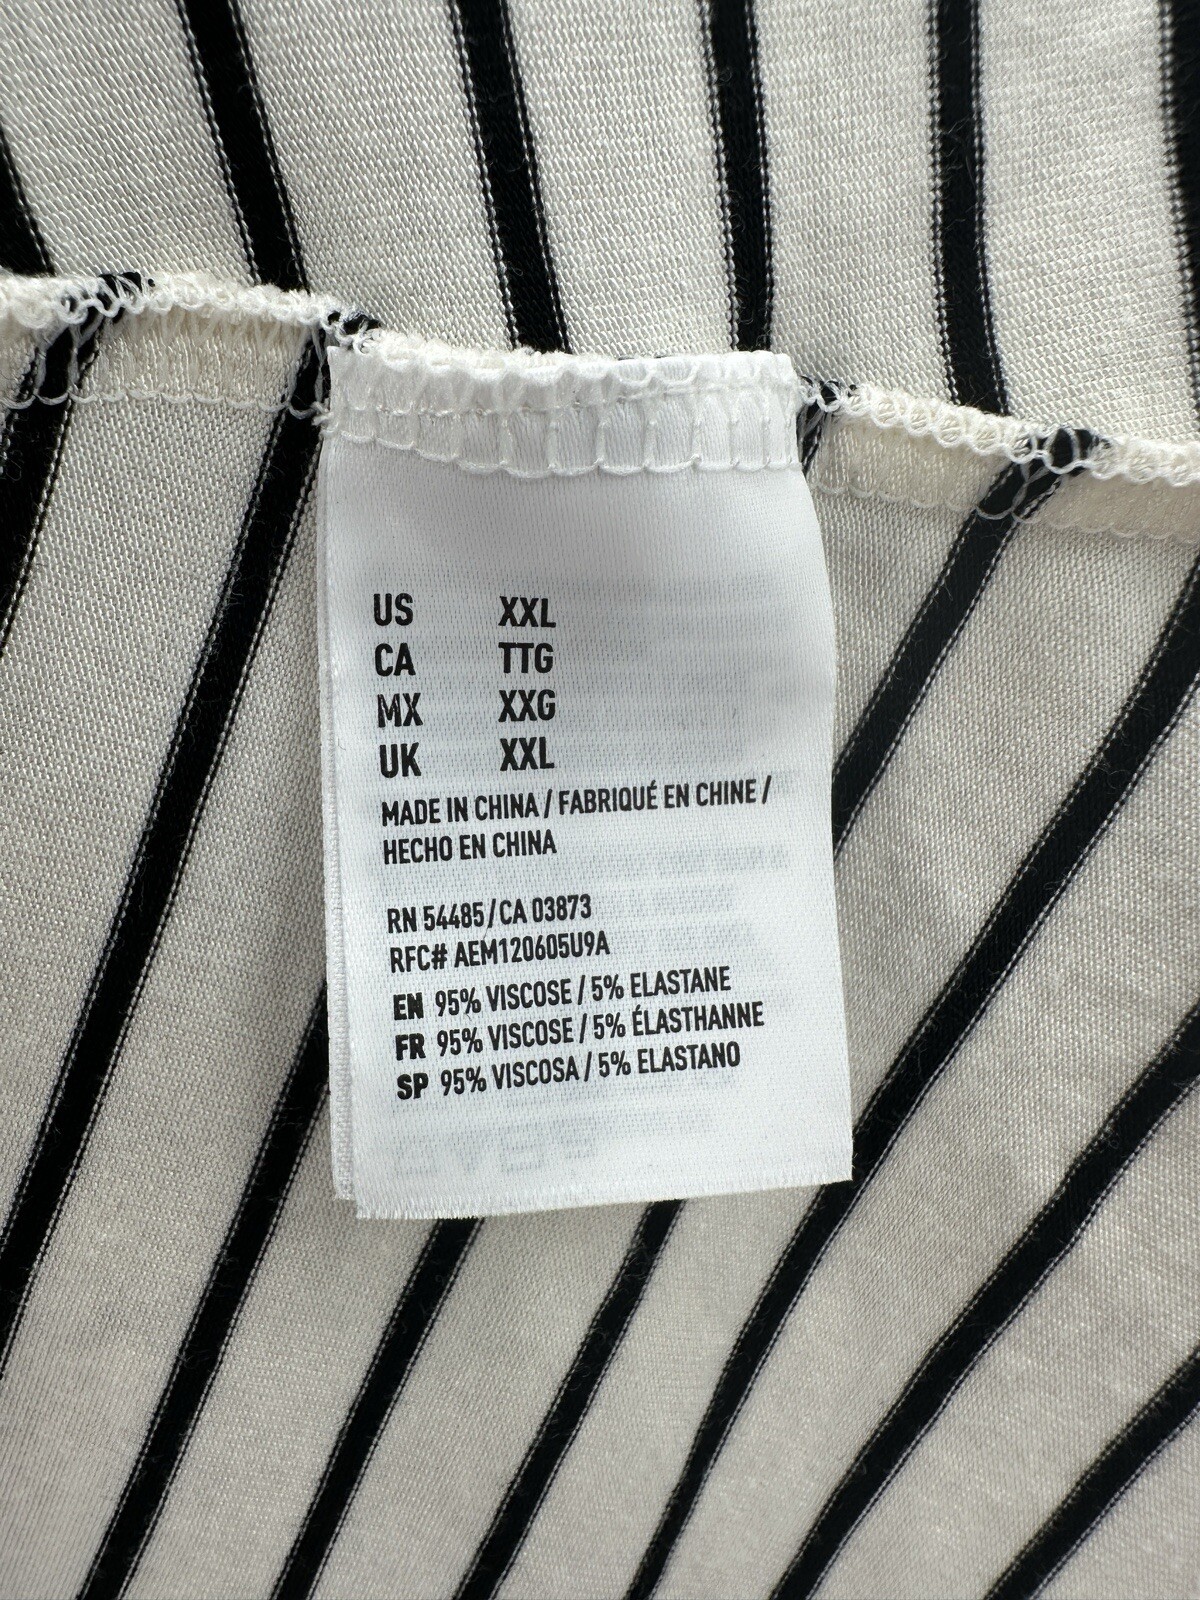 US XXL
CA TTG
MX XXG
UK XXL
MADE IN CHINA / FABRIQUÉ EN CHINE /
HECHO EN CHINA
RN 54485/CA 03873
RFC# AEM120605U9A
EN 95% VISCOSE / 5% ELASTANE
FR 95% VISCOSE / 5% ÉLASTHANNE
SP 95% VISCOSA / 5% ELASTANO